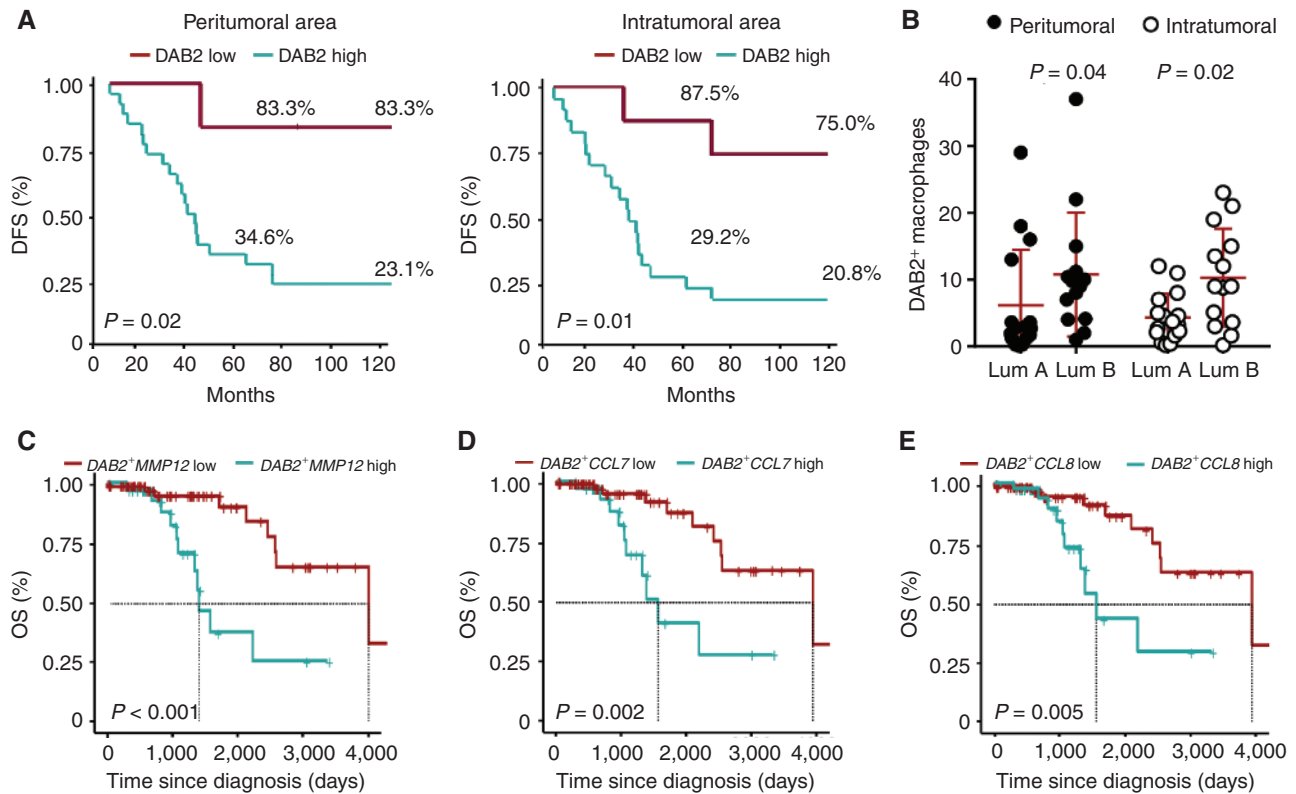 A
Peritumoral area
DAB2 low DAB2 high
DFS (%)
1.00
0.75
0.50
0.25
0
83.3% 83.3%
34.6%
23.1%
P = 0.02
0 20 40 60 80 100 120
Months
Intratumoral area
DAB2 low DAB2 high
DFS (%)
1.00
0.75
0.50
0.25
0
87.5%
75.0%
29.2%
20.8%
P = 0.01
0 20 40 60 80 100 120
Months
B
Peritumoral Intratumoral
P = 0.04 P = 0.02
DAB2+ macrophages
40
30
20
10
0
Lum A Lum B Lum A Lum B
C
DAB2+MMP12 low DAB2+MMP12 high
OS (%)
1.00
0.75
0.50
0.25
0
P < 0.001
0 1,000 2,000 3,000 4,000
Time since diagnosis (days)
D
DAB2+CCL7 low DAB2+CCL7 high
OS (%)
1.00
0.75
0.50
0.25
0
P = 0.002
0 1,000 2,000 3,000 4,000
Time since diagnosis (days)
E
DAB2+CCL8 low DAB2+CCL8 high
OS (%)
1.00
0.75
0.50
0.25
0
P = 0.005
0 1,000 2,000 3,000 4,000
Time since diagnosis (days)